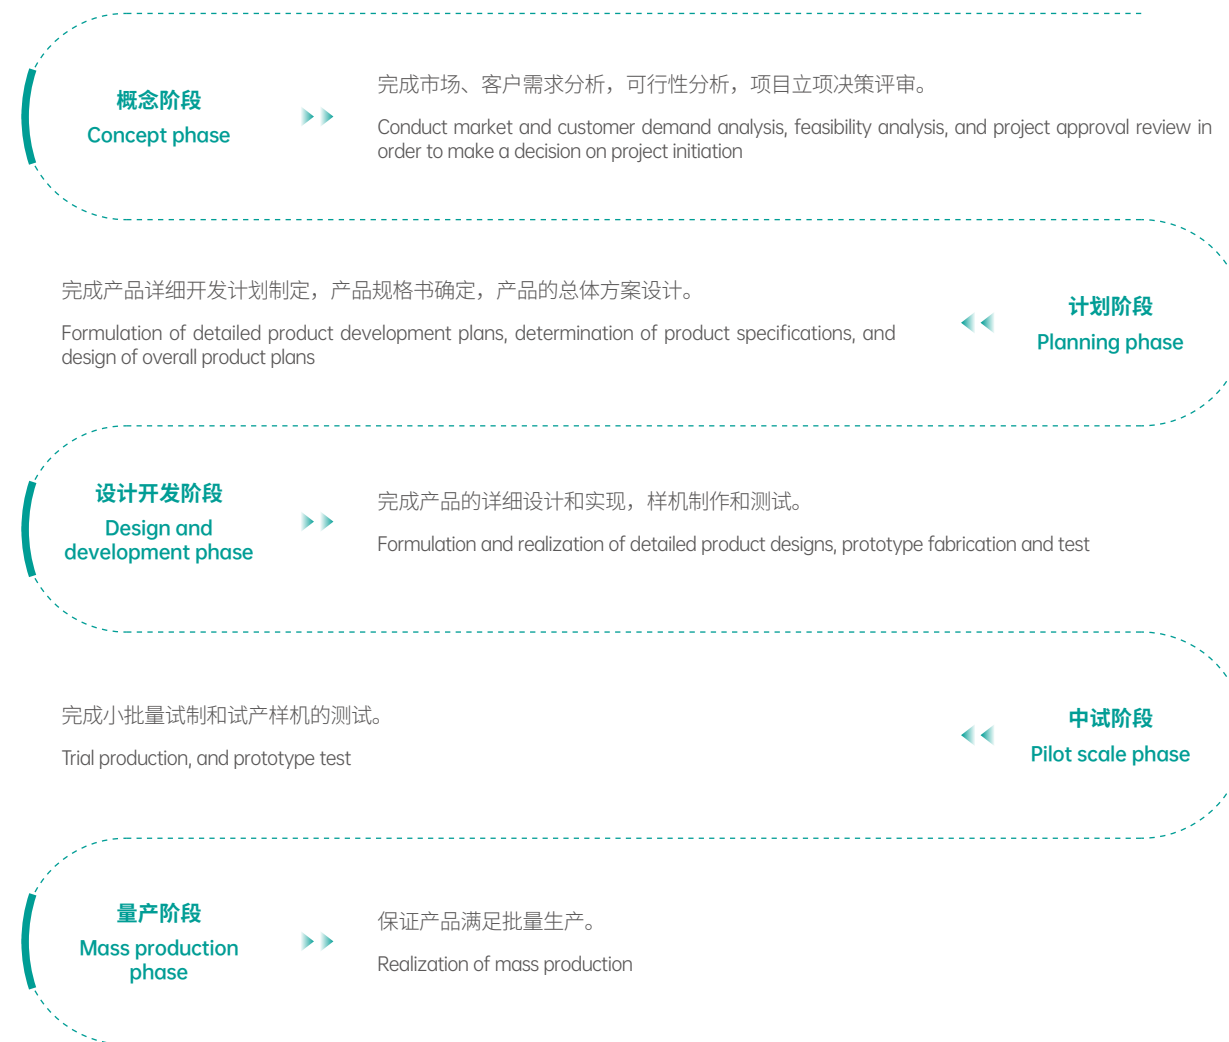 概念阶段
Concept phase
完成市场、客户需求分析，可行性分析，项目立项决策评审。
Conduct market and customer demand analysis, feasibility analysis, and project approval review in
order to make a decision on project initiation
完成产品详细开发计划制定，产品规格书确定，产品的总体方案设计。
Formulation of detailed product development plans, determination of product specifications, and
design of overall product plans
计划阶段
Planning phase
设计开发阶段
Design and
development phase
完成产品的详细设计和实现，样机制作和测试。
Formulation and realization of detailed product designs, prototype fabrication and test
完成小批量试制和试产样机的测试。
Trial production, and prototype test
中试阶段
Pilot scale phase
量产阶段
Mass production
phase
保证产品满足批量生产。
Realization of mass production